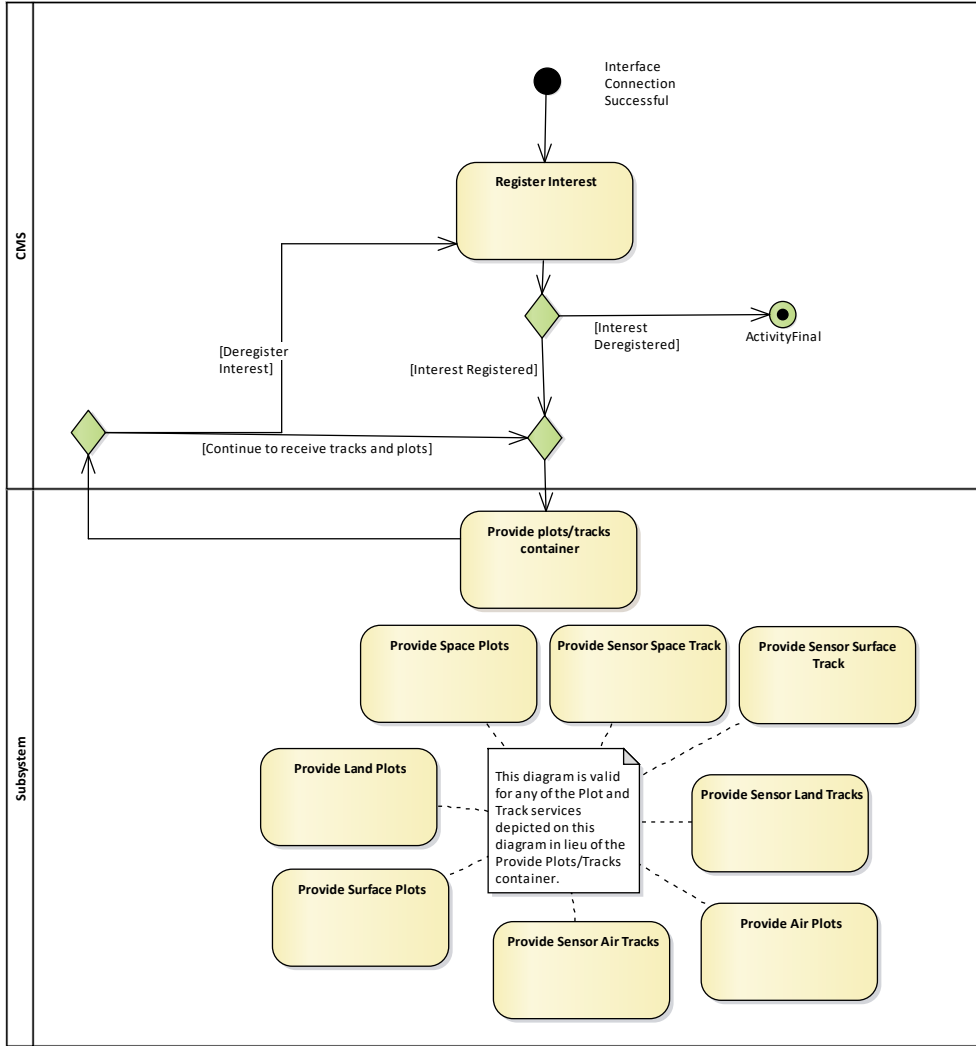 CMS
Interface
Connection
Successful
Register Interest
[Interest
Deregistered]
ActivityFinal
[Deregister
Interest]
[Interest Registered]
[Continue to receive tracks and plots]
Subsystem
Provide plots/tracks
container
Provide Space Plots
Provide Sensor Space Track
Provide Sensor Surface
Track
Provide Land Plots
This diagram is valid
for any of the Plot and
Track services
depicted on this
diagram in lieu of the
Provide Plots/Tracks
container.
Provide Sensor Land Tracks
Provide Surface Plots
Provide Sensor Air Tracks
Provide Air Plots